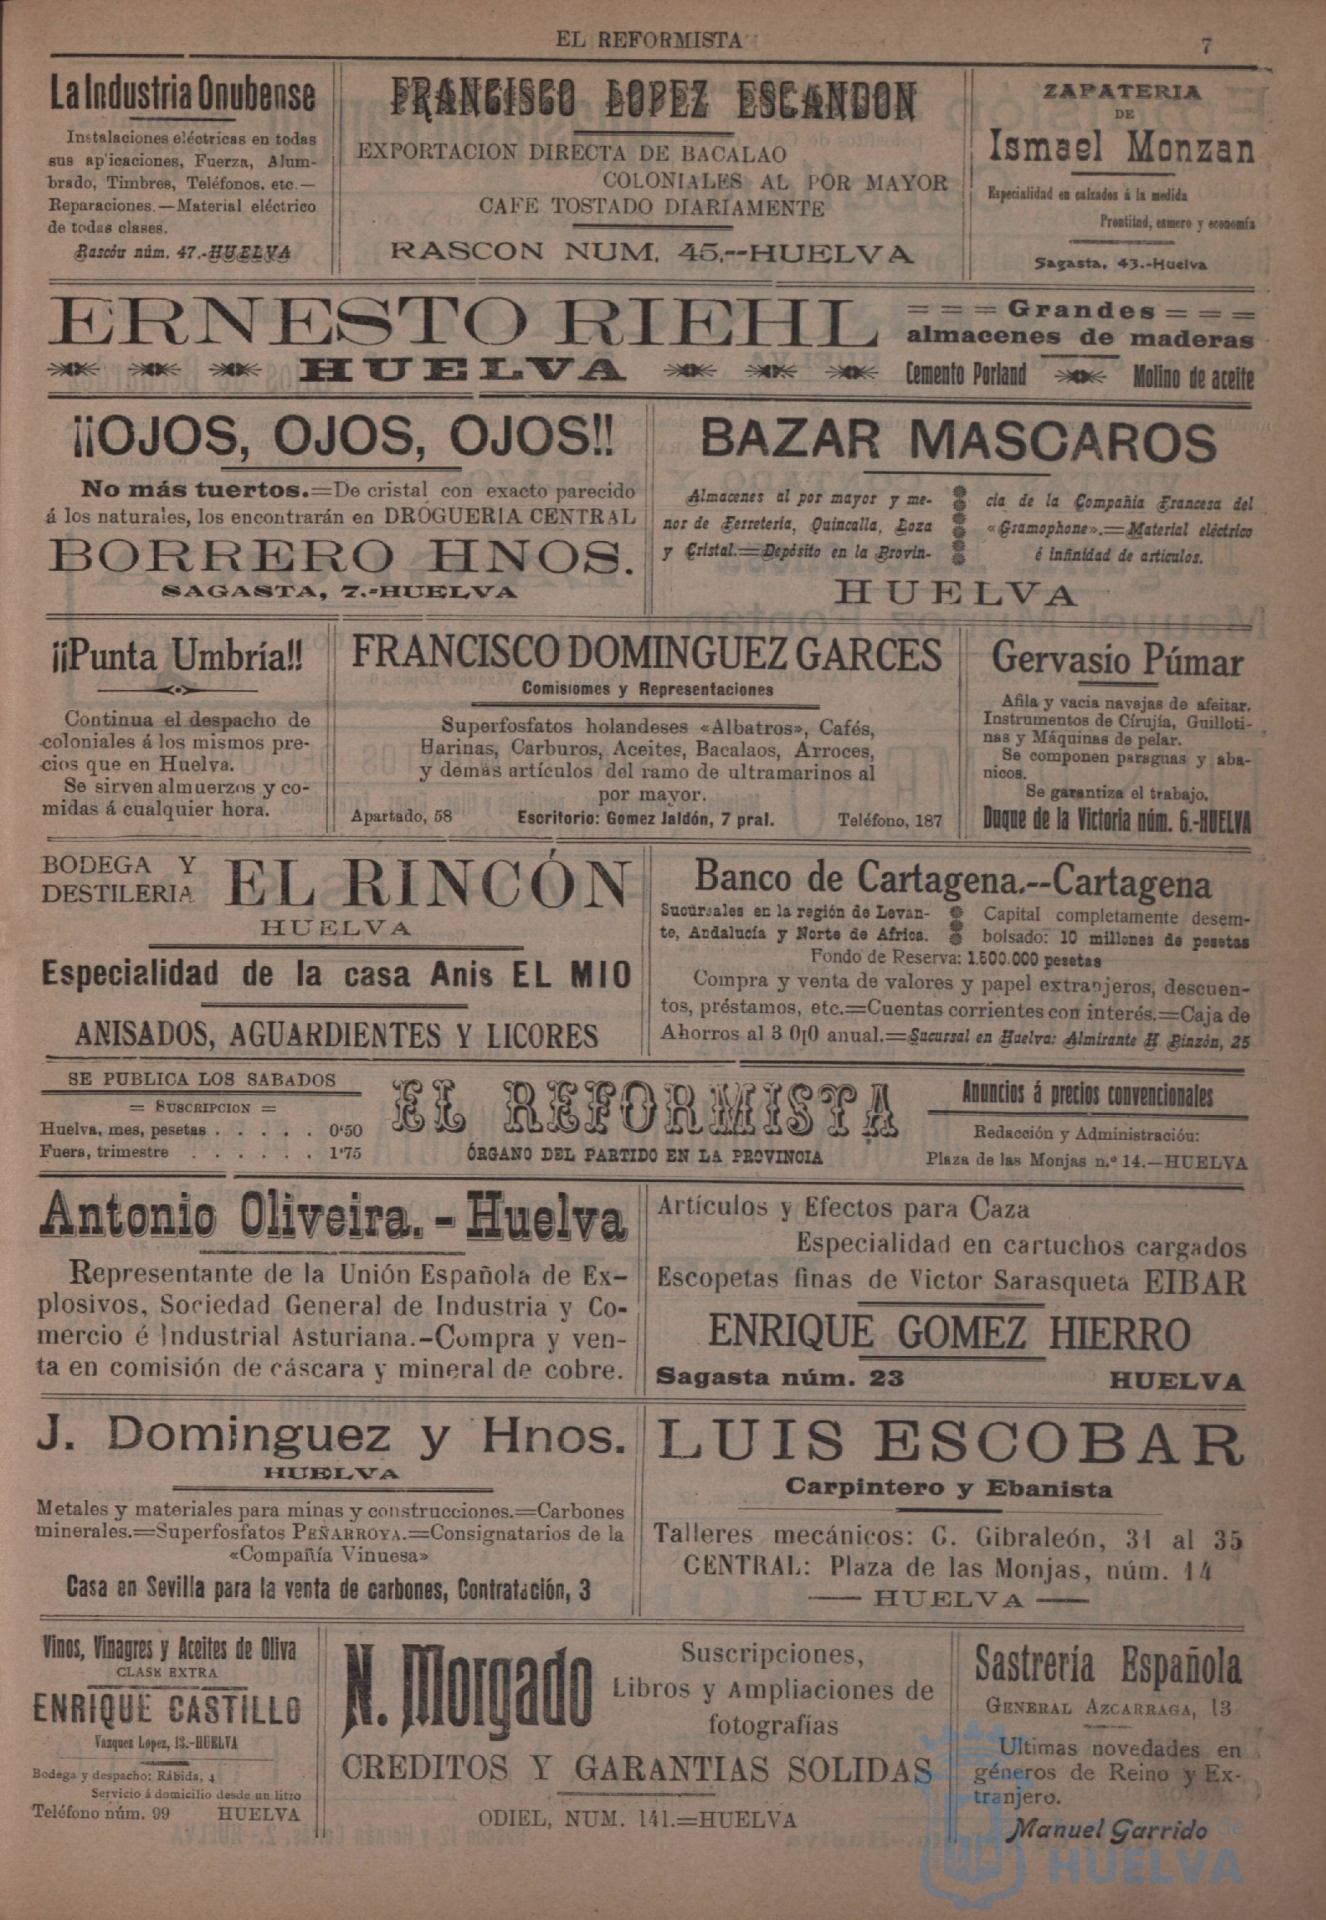 EL REFORMISTA
7
La Industria Onubense
Instalaciones eléctricas en todas
sus ap'icaciones, Fuerza, Alum-
brado, Timbres, Teléfonos, etc.—
Reparaciones.—Material eléctrico
de todas clases.
Rascón núm. 47.-HUELVA
FRANCISCO LOPEZ ESCANDON
EXPORTACION DIRECTA DE BACALAO
COLONIALES AL POR MAYOR
CAFE TOSTADO DIARIAMENTE
RASCON NUM, 45,--HUELVA
ZAPATERIA
DE
Ismael Monzan
Especialidad en calzados á la medida
Prontitud, esmero y economía
Sagasta, 43.-Huelva
ERNESTO RIEHL
HUELVA
= = = Grandes = = =
almacenes de maderas
Cemento Porland
Molino de aceite
¡¡OJOS, OJOS, OJOS!!
No más tuertos.=De cristal con exacto parecido
á los naturales, los encontrarán en DROGUERIA CENTRAL
BORRERO HNOS.
SAGASTA, 7.-HUELVA
BAZAR MASCAROS
Almacenes al por mayor y me-
nor de Ferretería, Quincalla, Loza
y Cristal.=Depósito en la Provin-
cia de la Compañia Francesa del
«Gramophone».=Material eléctrico
é infinidad de articulos.
HUELVA
¡¡Punta Umbría!!
Continua el despacho de
coloniales á los mismos pre-
cios que en Huelva.
Se sirven almuerzos y co-
midas á cualquier hora.
FRANCISCO DOMINGUEZ GARCES
Comisiomes y Representaciones
Superfosfatos holandeses «Albatros», Cafés,
Harinas, Carburos, Aceites, Bacalaos, Arroces,
y demás artículos del ramo de ultramarinos al
por mayor.
Apartado, 58
Escritorio: Gomez Jaldón, 7 pral.
Teléfono, 187
Gervasio Púmar
Afila y vacia navajas de afeitar.
Instrumentos de Cirujía, Guilloti-
nas y Máquinas de pelar.
Se componen paraguas y aba-
nicos.
Se garantiza el trabajo.
Duque de la Victoria núm. 6.-HUELVA
BODEGA Y
DESTILERIA
EL RINCÓN
HUELVA
Especialidad de la casa Anis EL MIO
ANISADOS, AGUARDIENTES Y LICORES
Banco de Cartagena.--Cartagena
Sucursales en la región de Levan-
te, Andalucía y Norte de Africa.
Capital completamente desem-
bolsado: 10 millones de pesetas
Fondo de Reserva: 1.500.000 pesetas
Compra y venta de valores y papel extranjeros, descuen-
tos, préstamos, etc.=Cuentas corrientes con interés.=Caja de
Ahorros al 3 0¡0 anual.=Sucursal en Huelva: Almirante H Pinzón, 25
SE PUBLICA LOS SABADOS
= SUSCRIPCION =
Huelva, mes, pesetas . . . . . 0'50
Fuera, trimestre . . . . . . 1'75
EL REFORMISTA
ÓRGANO DEL PARTIDO EN LA PROVINCIA
Anuncios á precios convencionales
Redacción y Administración:
Plaza de las Monjas n.º 14.—HUELVA
Antonio Oliveira.-Huelva
Representante de la Unión Española de Ex-
plosivos, Sociedad General de Industria y Co-
mercio é Industrial Asturiana.-Compra y ven-
ta en comisión de cáscara y mineral de cobre.
Artículos y Efectos para Caza
Especialidad en cartuchos cargados
Escopetas finas de Victor Sarasqueta EIBAR
ENRIQUE GOMEZ HIERRO
Sagasta núm. 23
HUELVA
J. Dominguez y Hnos.
HUELVA
Metales y materiales para minas y construcciones.=Carbones
minerales.=Superfosfatos PEÑARROYA.=Consignatarios de la
«Compañía Vinuesa»
Casa en Sevilla para la venta de carbones, Contratación, 3
LUIS ESCOBAR
Carpintero y Ebanista
Talleres mecánicos: C. Gibraleón, 31 al 35
CENTRAL: Plaza de las Monjas, núm. 14
— HUELVA —
Vinos, Vinagres y Aceites de Oliva
CLASE EXTRA
ENRIQUE CASTILLO
Vazquez Lopez, 13.-HUELVA
Bodega y despacho: Rábida, 4
Servicio á domicilio desde un litro
Teléfono núm. 99
HUELVA
N. Morgado
Suscripciones,
Libros y Ampliaciones de
fotografías
CREDITOS Y GARANTIAS SOLIDAS
ODIEL, NUM. 141.=HUELVA
Sastrería Española
GENERAL AZCARRAGA, 13
Ultimas novedades en
géneros de Reino y Ex-
tranjero.
Manuel Garrido
de
HUELVA